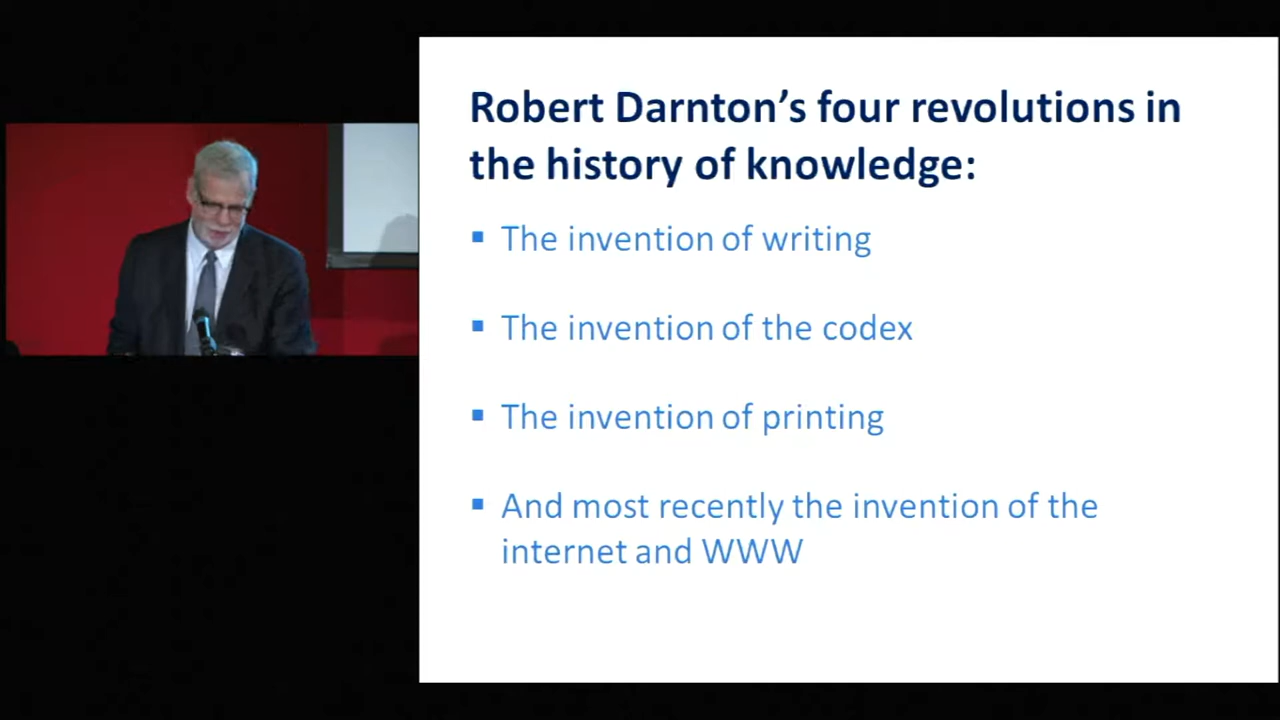 Robert Darnton’s four revolutions in
the history of knowledge:
▪ The invention of writing
▪ The invention of the codex
▪ The invention of printing
▪ And most recently the invention of the
internet and WWW